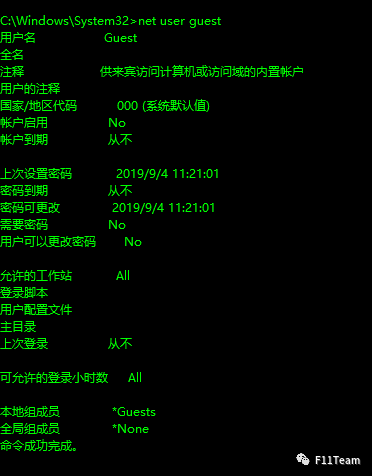 C:\Windows\System32>net user guest
用户名 Guest
全名
注释 供来宾访问计算机或访问域的内置帐户
用户的注释
国家/地区代码 000 (系统默认值)
帐户启用 No
帐户到期 从不
上次设置密码 2019/9/4 11:21:01
密码到期 从不
密码可更改 2019/9/4 11:21:01
需要密码 No
用户可以更改密码 No
允许的工作站 All
登录脚本
用户配置文件
主目录
上次登录 从不
可允许的登录小时数 All
本地组成员 *Guests
全局组成员 *None
命令成功完成。
F11Team